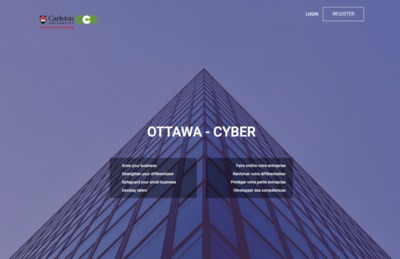 Carleton
UNIVERSITY
LOGIN
REGISTER
OTTAWA - CYBER
Grow your business
Strengthen your differentiator
Safeguard your small business
Develop talent
Faire croître votre entreprise
Renforcer votre différentiation
Protéger votre petite entreprise
Développer des compétences